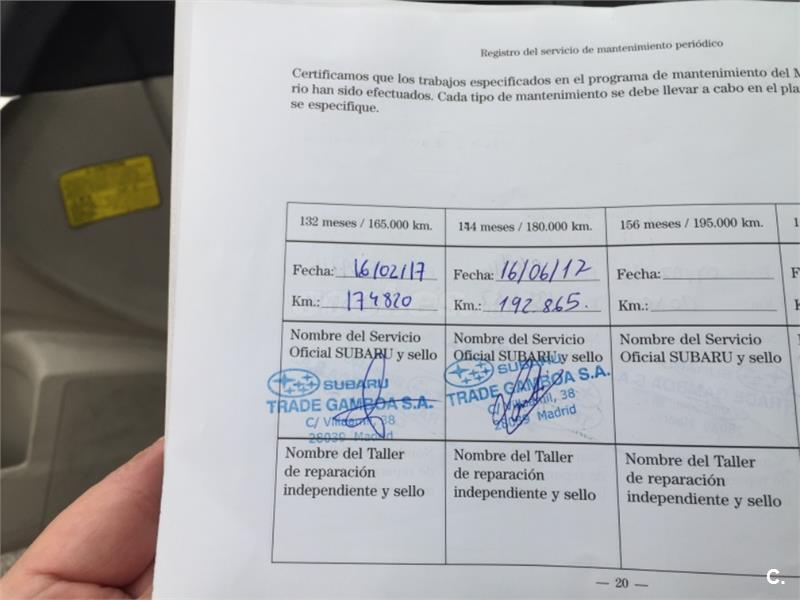 Registro del servicio de mantenimiento periódico
Certificamos que los trabajos especificados en el programa de mantenimiento del
rio han sido efectuados. Cada tipo de mantenimiento se debe llevar a cabo en el
se especifique.
132 meses / 165.000 km. 144 meses / 180.000 km. 156 meses / 195.000 km.
Fecha: 16/02/17 Fecha: 16/06/17 Fecha:
Km.: 174820 Km.: 192.865. Km.:
Nombre del Servicio
Oficial SUBARU y sello
Nombre del Servicio
Oficial SUBARU y sello
Nombre del Servicio
Oficial SUBARU y sello
SUBARU
TRADE GAMBOA S.A.
C/ 38
28039 Madrid
SUBARU
TRADE GAMBOA S.A.
C/ 38
28039 Madrid
Nombre del Taller
de reparación
independiente y sello
Nombre del Taller
de reparación
independiente y sello
Nombre del Taller
de reparación
independiente y sello
— 20 —
C.